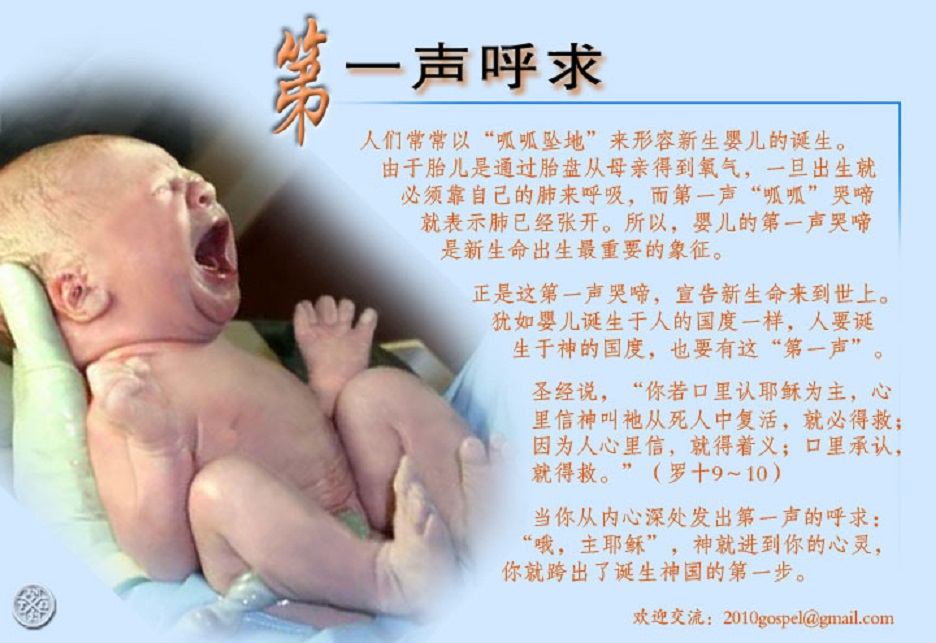 第一声呼求
人们常常以“呱呱坠地”来形容新生婴儿的诞生。
由于胎儿是通过胎盘从母亲得到氧气，一旦出生就
必须靠自己的肺来呼吸，而第一声“呱呱”哭啼
就表示肺已经张开。所以，婴儿的第一声哭啼
是新生命出生最重要的象征。
正是这第一声哭啼，宣告新生命来到世上。
犹如婴儿诞生于人的国度一样，人要诞
生于神的国度，也要有这“第一声”。
圣经说，“你若口里认耶稣为主，心
里信神叫祂从死人中复活，就必得救；
因为人心里信，就得着义；口里承认，
就得救。”（罗十9～10）
当你从内心深处发出第一声的呼求：
“哦，主耶稣”，神就进到你的心灵，
你就跨出了诞生神国的第一步。
欢迎交流：2010gospel@gmail.com